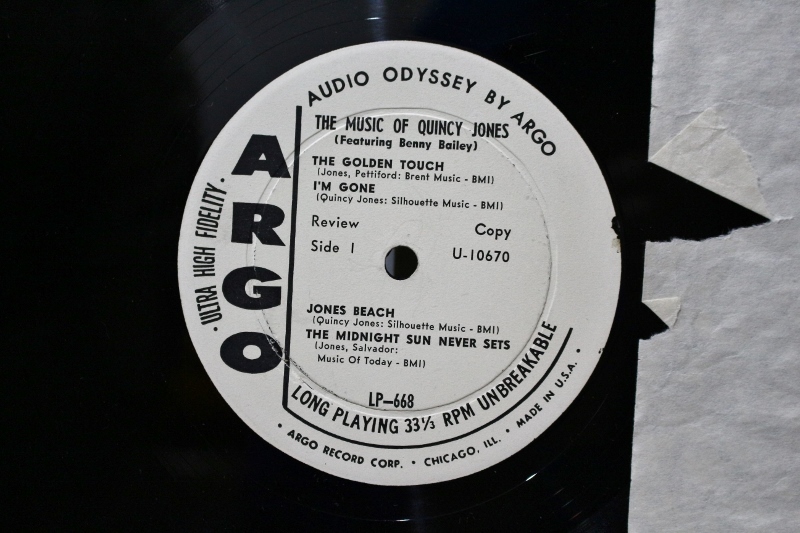 AUDIO ODYSSEY BY ARGO
THE MUSIC OF QUINCY JONES
(Featuring Benny Bailey)
THE GOLDEN TOUCH
(Jones, Pettiford: Brent Music - BMI)
I'M GONE
(Quincy Jones: Silhouette Music - BMI)
Review Copy
Side 1 U-10670
JONES BEACH
(Quincy Jones: Silhouette Music - BMI)
THE MIDNIGHT SUN NEVER SETS
(Jones, Salvador:
Music Of Today - BMI)
LP-668
LONG PLAYING 33⅓ RPM UNBREAKABLE
• ARGO RECORD CORP. • CHICAGO, ILL. • MADE IN U.S.A. •
ARGO
• ULTRA HIGH FIDELITY •